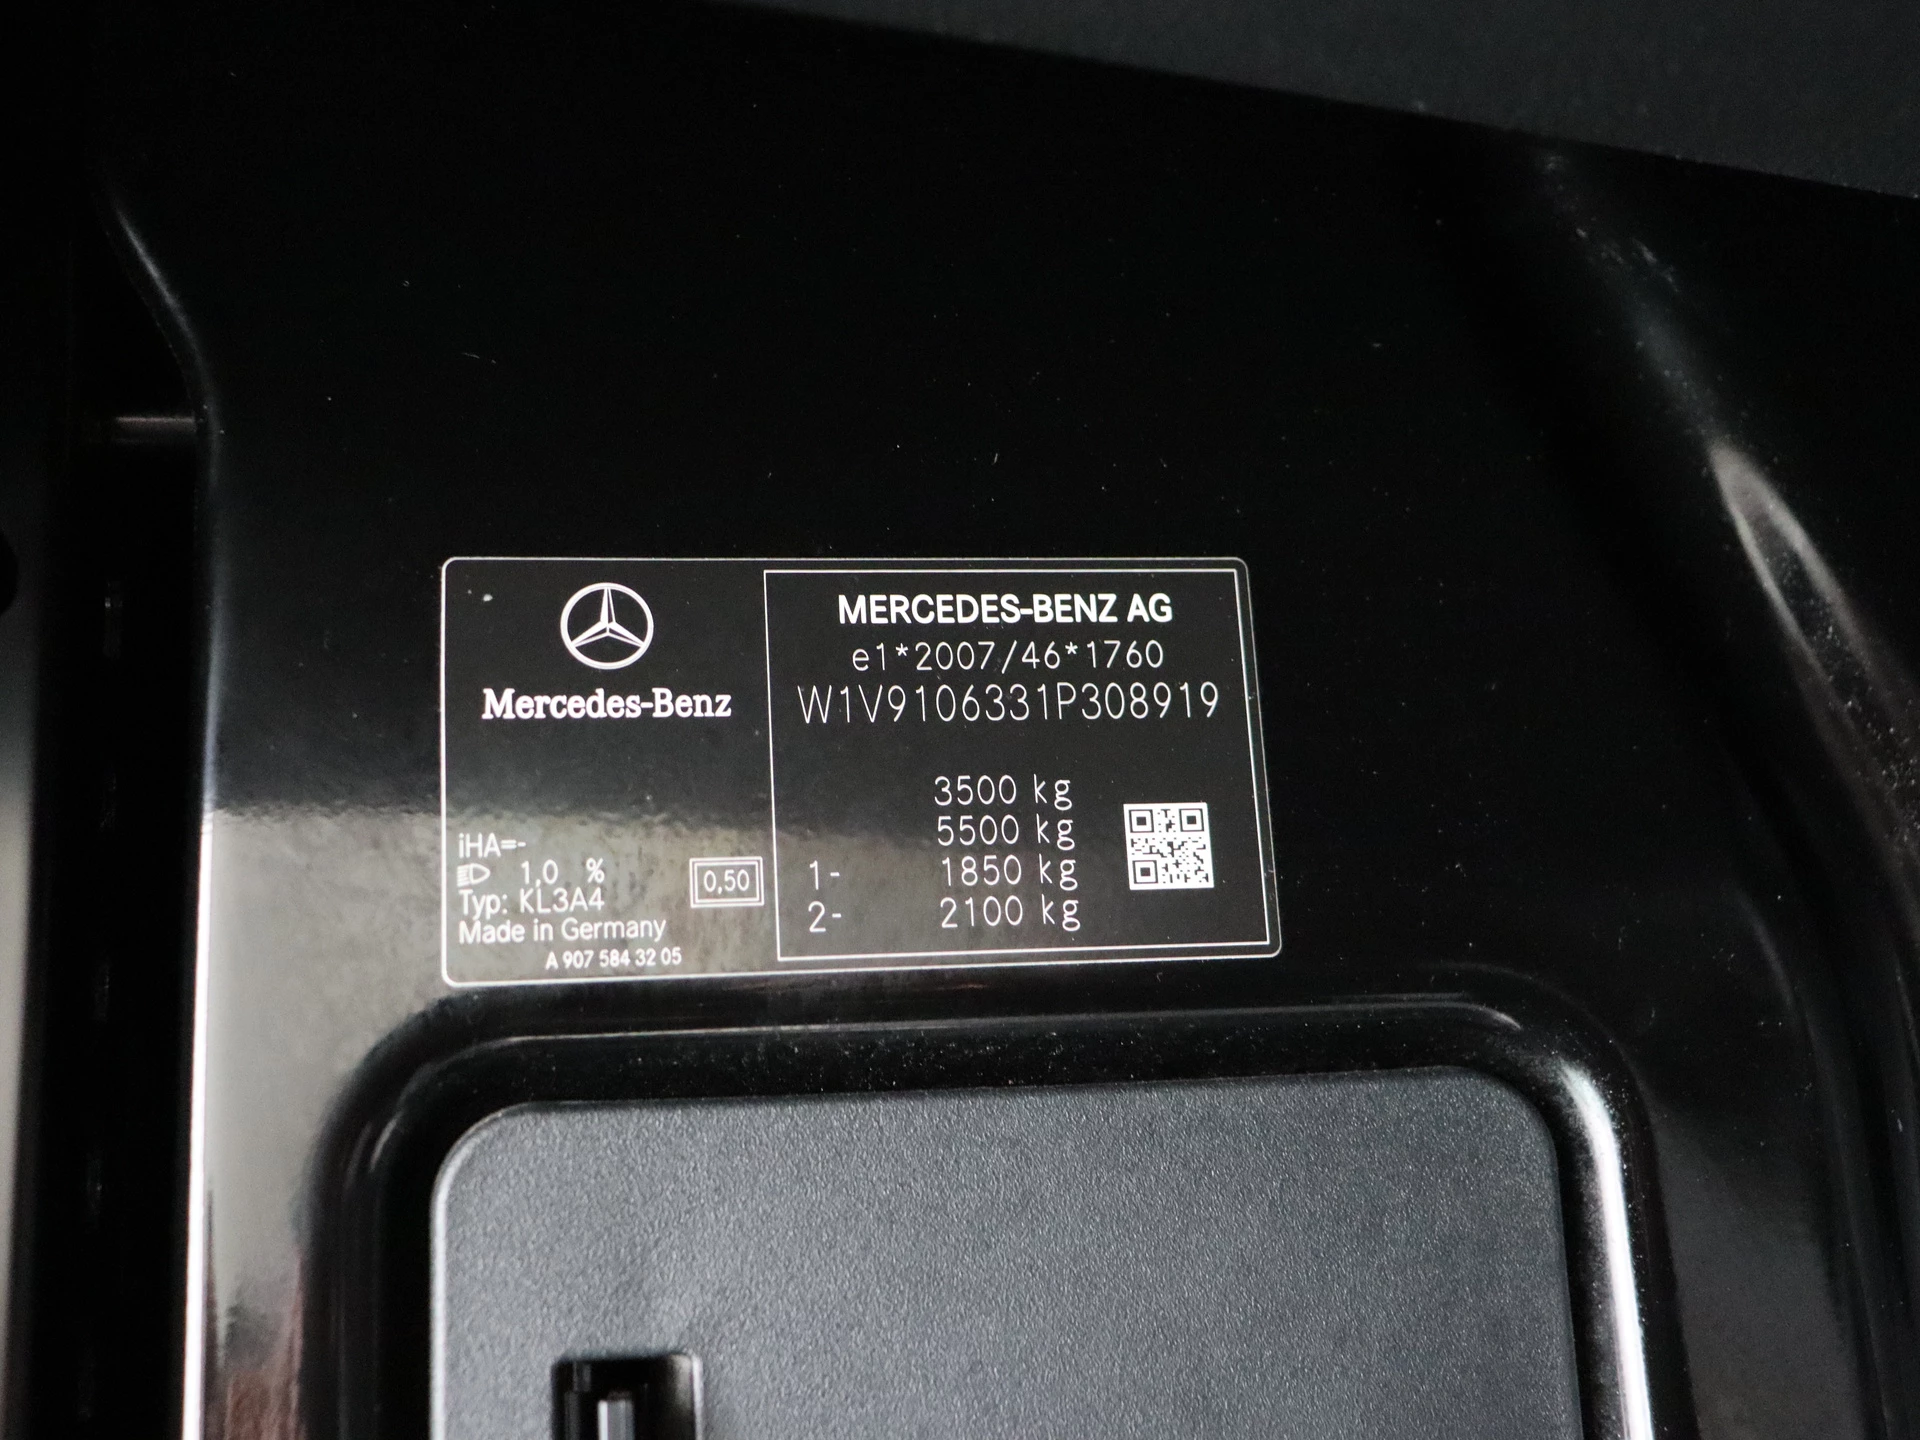 Mercedes-Benz
iHA=-
1,0 %
Typ: KL3A4
Made in Germany
A 907 584 32 05
0,50
MERCEDES-BENZ AG
e1*2007/46*1760
W1V9106331P308919
3500 kg
5500 kg
1- 1850 kg
2- 2100 kg